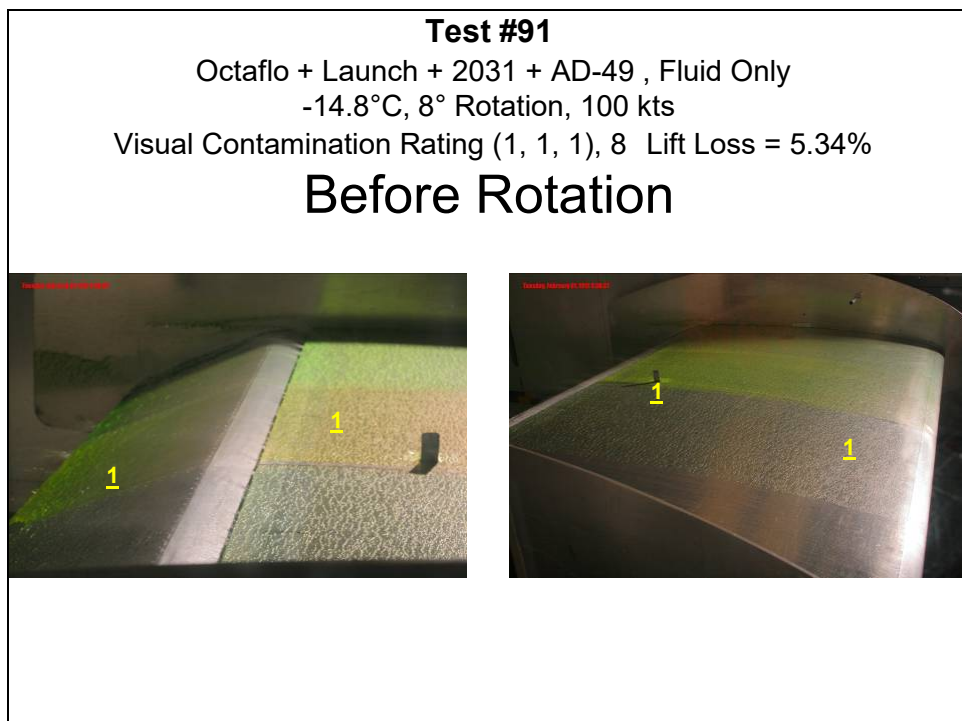 Test #91
Octaflo + Launch + 2031 + AD-49 , Fluid Only
-14.8°C, 8° Rotation, 100 kts
Visual Contamination Rating (1, 1, 1), 8 Lift Loss = 5.34%
Before Rotation
1
1
1
1